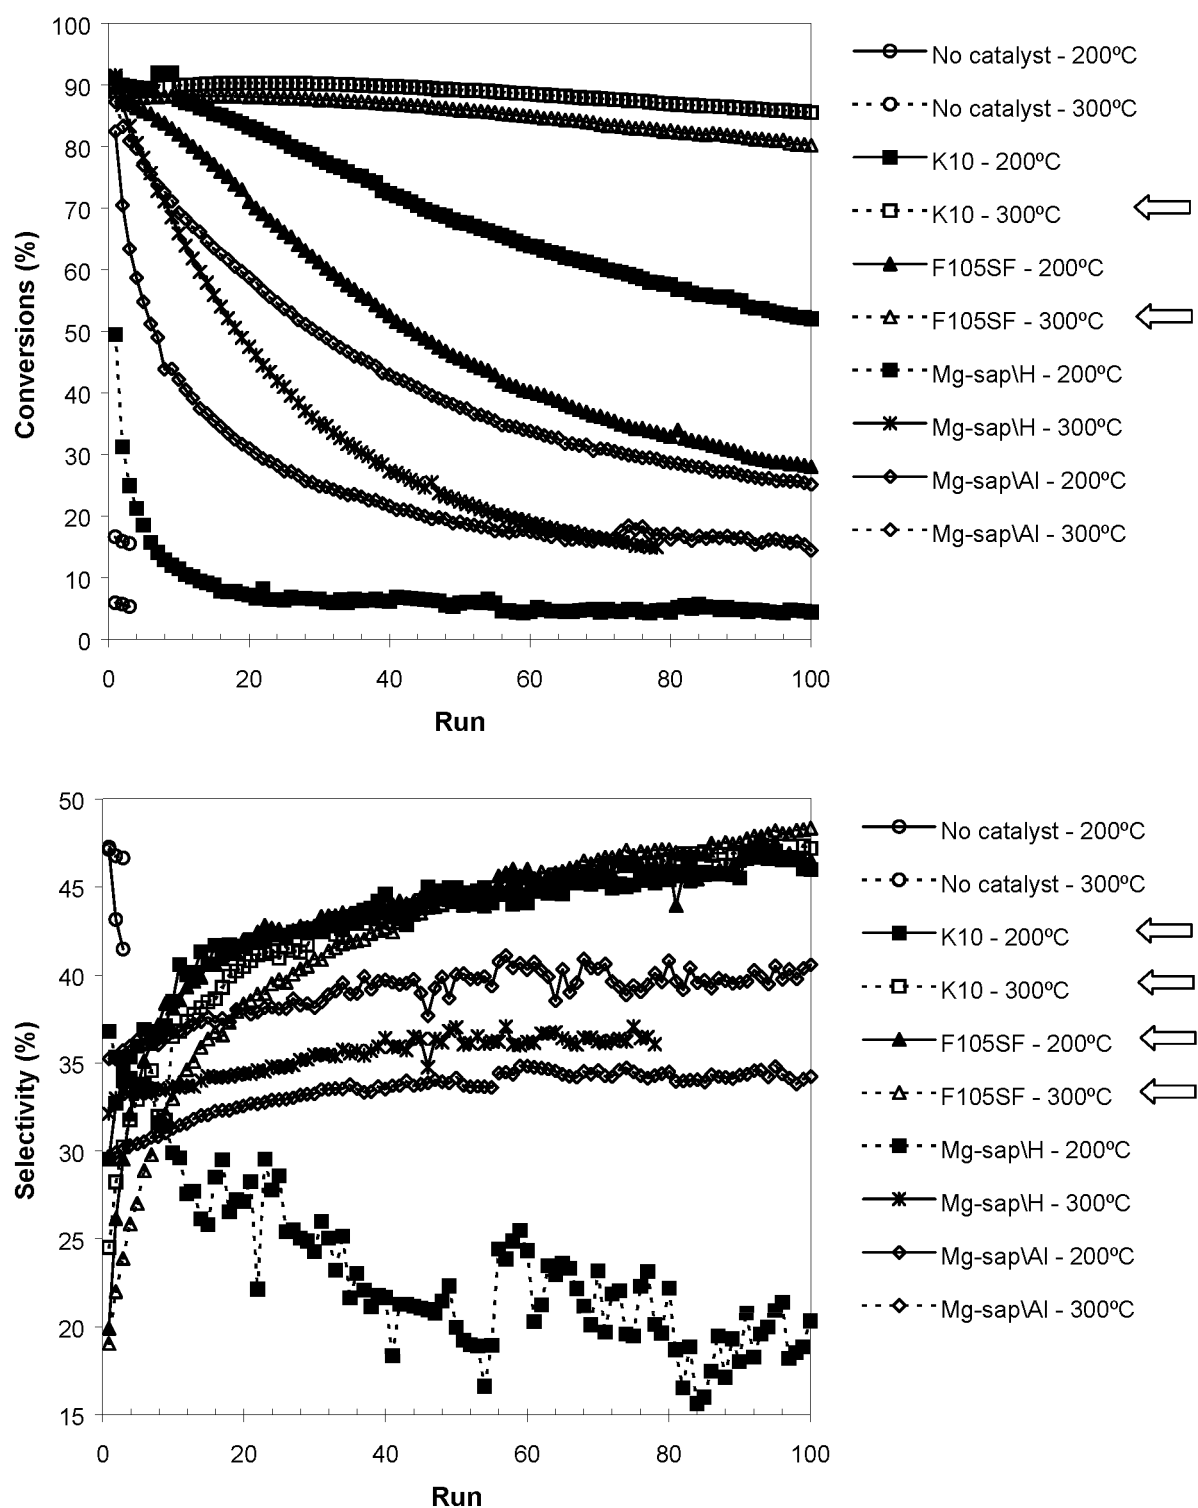 100
90
80
70
60
50
40
30
20
10
0
Conversions (%)
0 20 40 60 80 100
Run
No catalyst - 200ºC
No catalyst - 300ºC
K10 - 200ºC
K10 - 300ºC
F105SF - 200ºC
F105SF - 300ºC
Mg-sap\H - 200ºC
Mg-sap\H - 300ºC
Mg-sap\Al - 200ºC
Mg-sap\Al - 300ºC
50
45
40
35
30
25
20
15
Selectivity (%)
0 20 40 60 80 100
Run
No catalyst - 200ºC
No catalyst - 300ºC
K10 - 200ºC
K10 - 300ºC
F105SF - 200ºC
F105SF - 300ºC
Mg-sap\H - 200ºC
Mg-sap\H - 300ºC
Mg-sap\Al - 200ºC
Mg-sap\Al - 300ºC